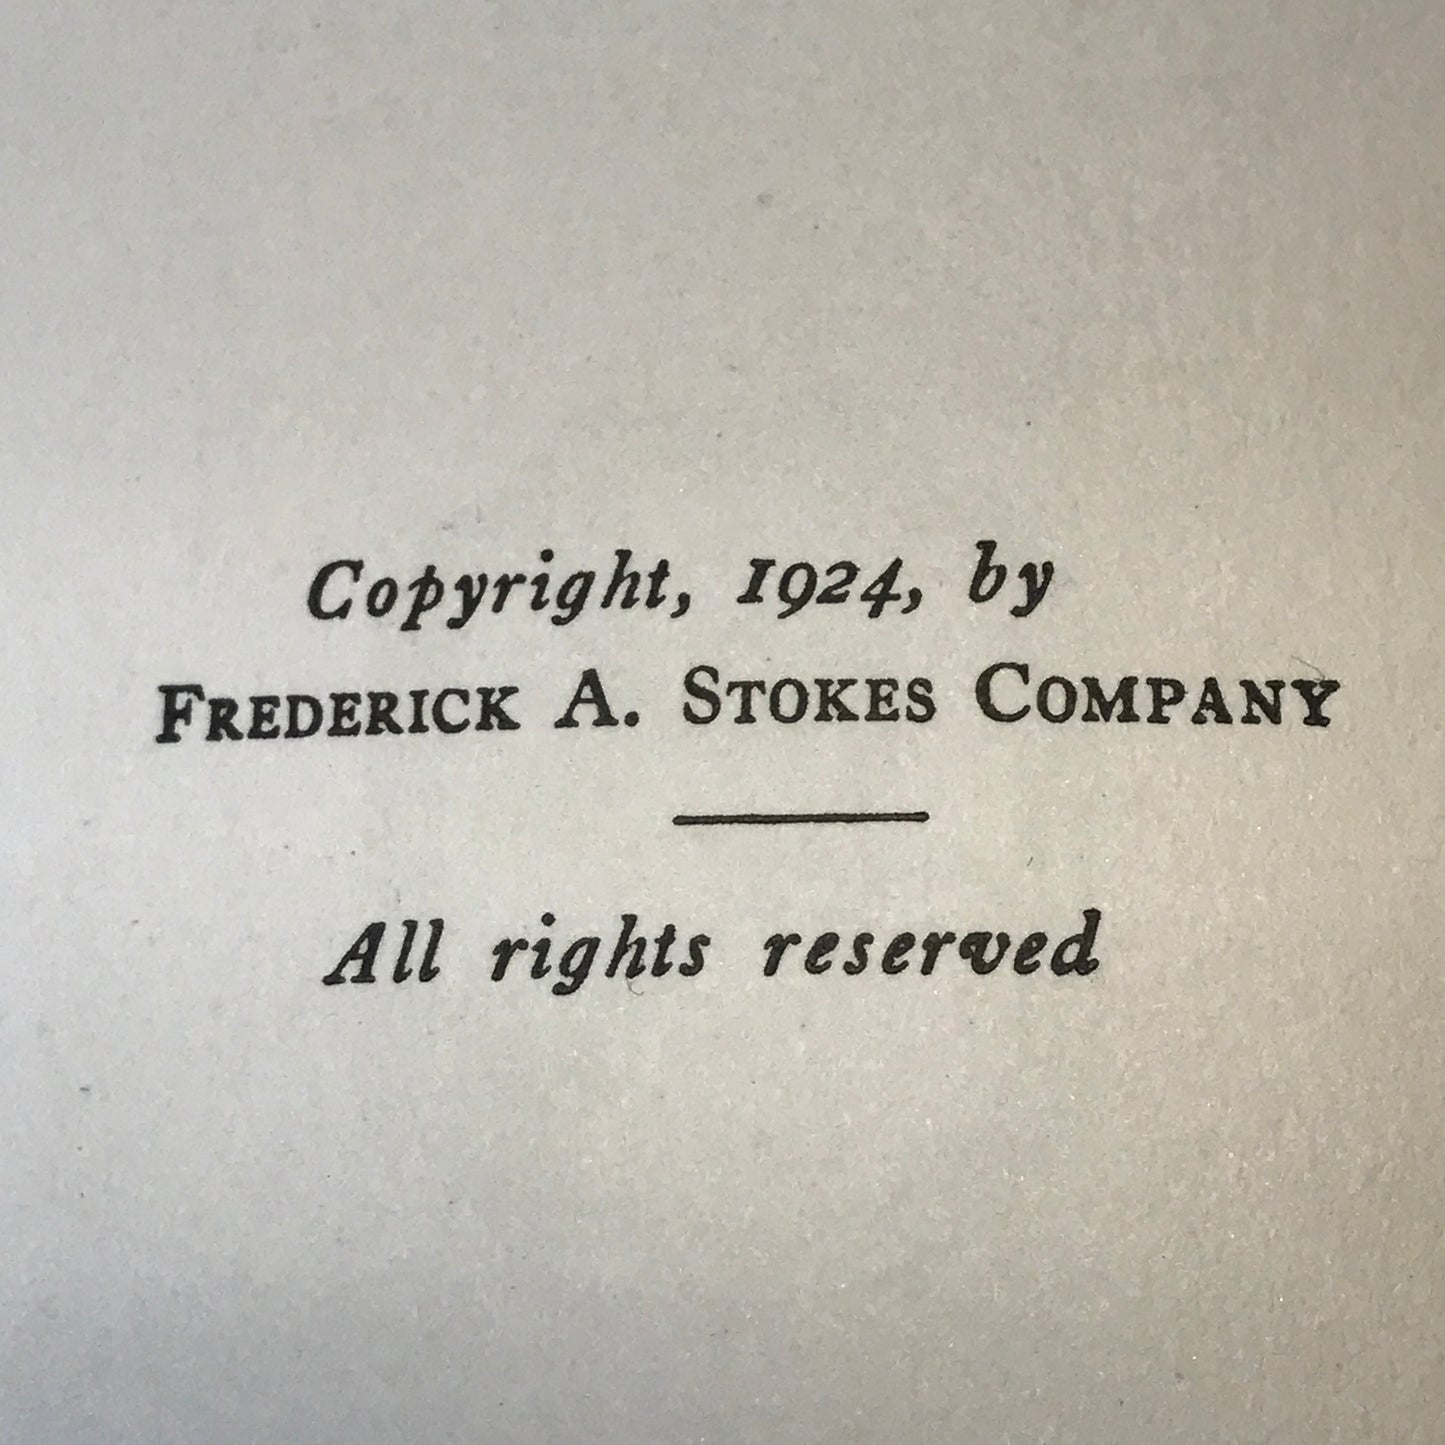 Copyright, 1924, by
FREDERICK A. STOKES COMPANY
All rights reserved